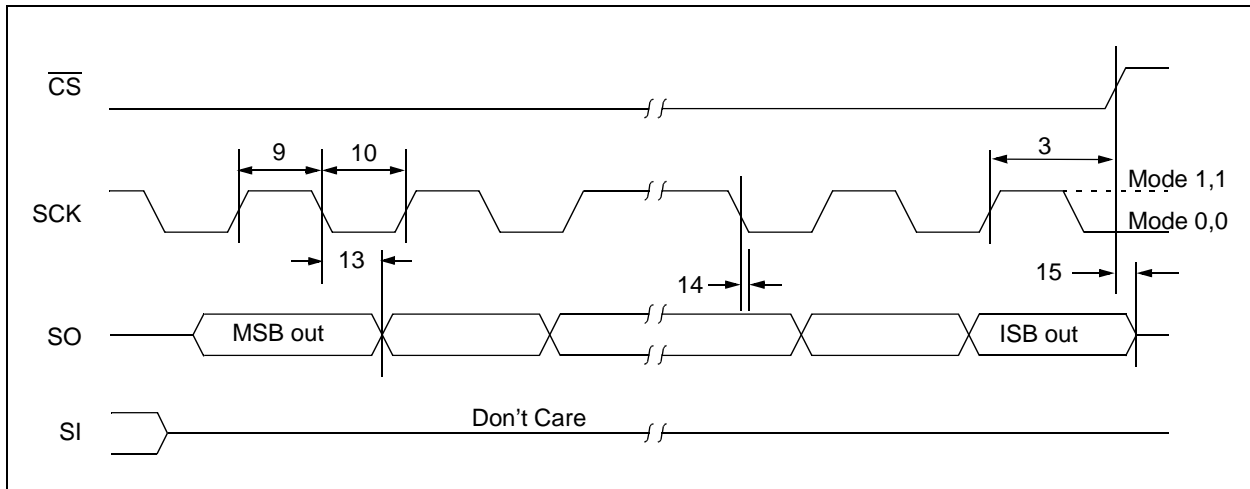 CS
9
10
3
Mode 1,1
SCK
Mode 0,0
13
14
15
SO
MSB out
ISB out
Don't Care
SI